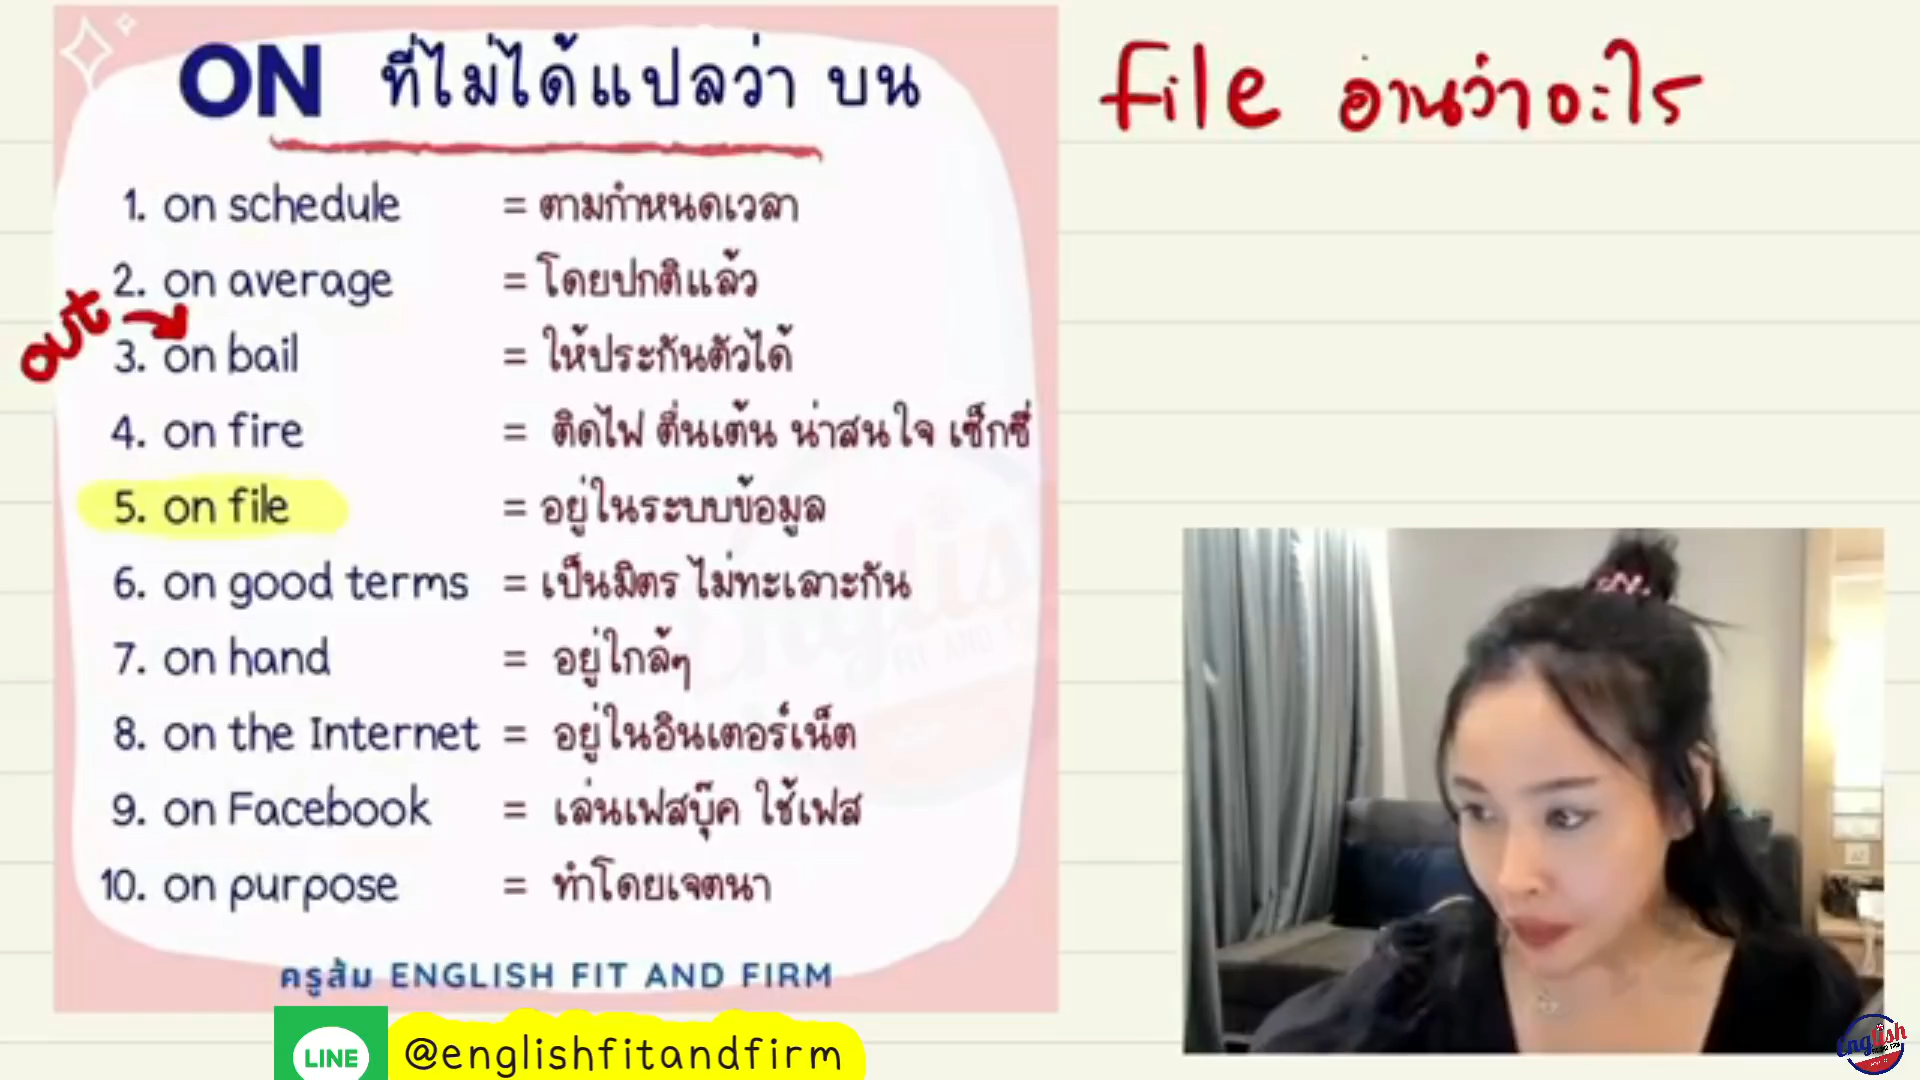 ON ที่ไม่ได้แปลว่า บน
1. on schedule = ตามกำหนดเวลา
2. on average = โดยปกติแล้ว
out
3. on bail = ให้ประกันตัวได้
4. on fire = ติดไฟ ตื่นเต้น น่าสนใจ เซ็กซี่
5. on file = อยู่ในระบบข้อมูล
6. on good terms = เป็นมิตร ไม่ทะเลาะกัน
7. on hand = อยู่ใกล้ๆ
8. on the Internet = อยู่ในอินเตอร์เน็ต
9. on Facebook = เล่นเฟสบุ๊ค ใช้เฟส
10. on purpose = ทำโดยเจตนา
ครูส้ม ENGLISH FIT AND FIRM
LINE @englishfitandfirm
file อ่านว่าอะไร
English